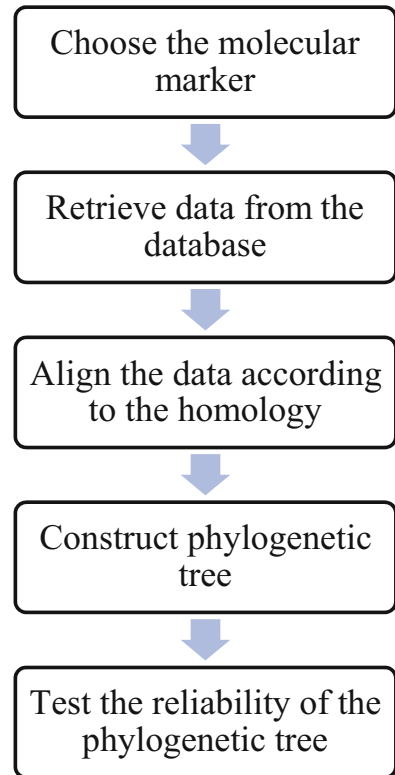 Choose the molecular
marker
Retrieve data from the
database
Align the data according
to the homology
Construct phylogenetic
tree
Test the reliability of the
phylogenetic tree